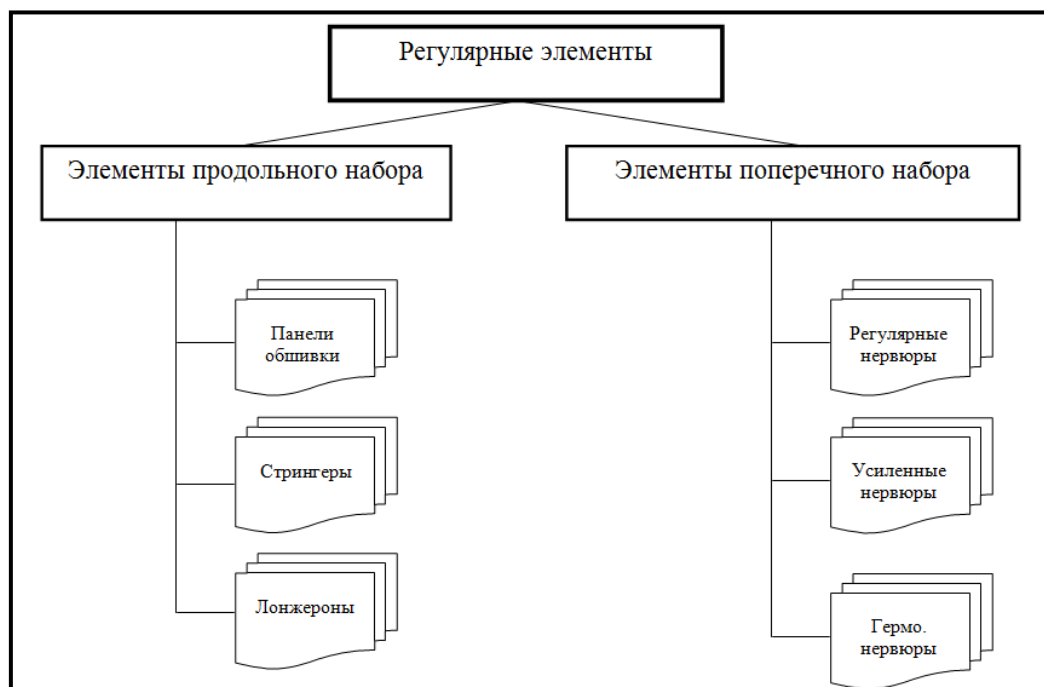 Регулярные элементы
Элементы продольного набора
Элементы поперечного набора
Панели
обшивки
Стрингеры
Лонжероны
Регулярные
нервюры
Усиленные
нервюры
Гермо.
нервюры